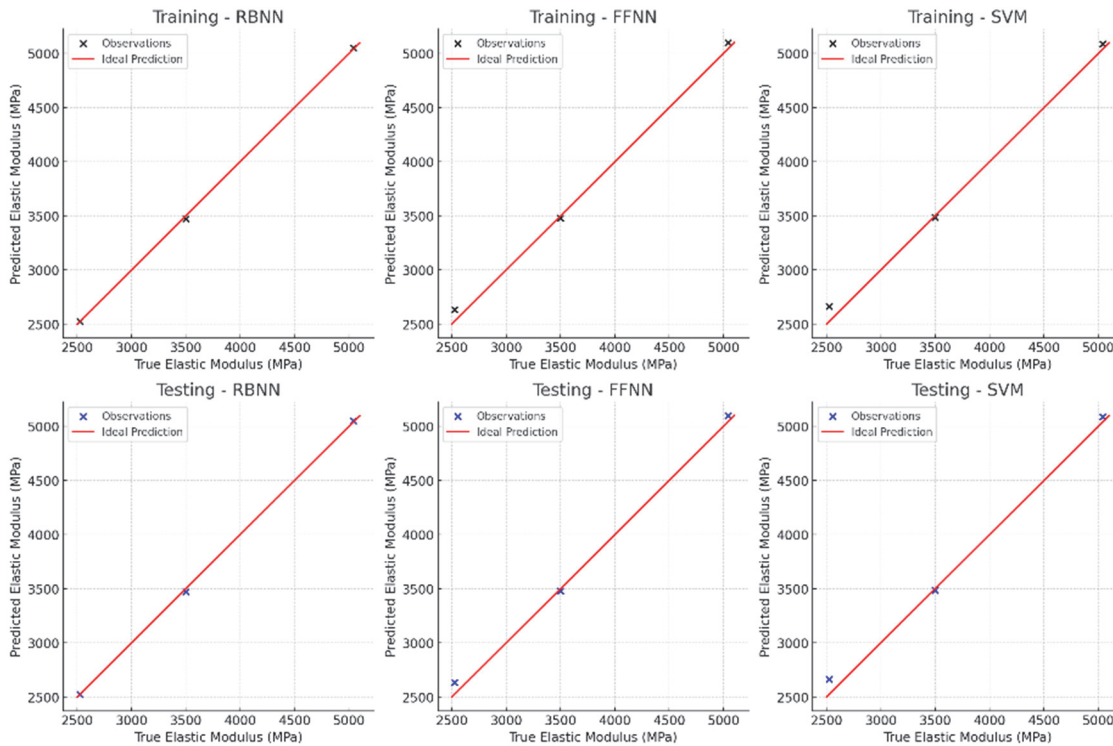 Training - RBNN
Training - FFNN
Training - SVM
Observations
Ideal Prediction
Observations
Ideal Prediction
Observations
Ideal Prediction
Predicted Elastic Modulus (MPa)
5000
4500
4000
3500
3000
2500
Predicted Elastic Modulus (MPa)
5000
4500
4000
3500
3000
2500
Predicted Elastic Modulus (MPa)
5000
4500
4000
3500
3000
2500
2500 3000 3500 4000 4500 5000
2500 3000 3500 4000 4500 5000
2500 3000 3500 4000 4500 5000
True Elastic Modulus (MPa)
True Elastic Modulus (MPa)
True Elastic Modulus (MPa)
Testing - RBNN
Testing - FFNN
Testing - SVM
Observations
Ideal Prediction
Observations
Ideal Prediction
Observations
Ideal Prediction
Predicted Elastic Modulus (MPa)
5000
4500
4000
3500
3000
2500
Predicted Elastic Modulus (MPa)
5000
4500
4000
3500
3000
2500
Predicted Elastic Modulus (MPa)
5000
4500
4000
3500
3000
2500
2500 3000 3500 4000 4500 5000
2500 3000 3500 4000 4500 5000
2500 3000 3500 4000 4500 5000
True Elastic Modulus (MPa)
True Elastic Modulus (MPa)
True Elastic Modulus (MPa)